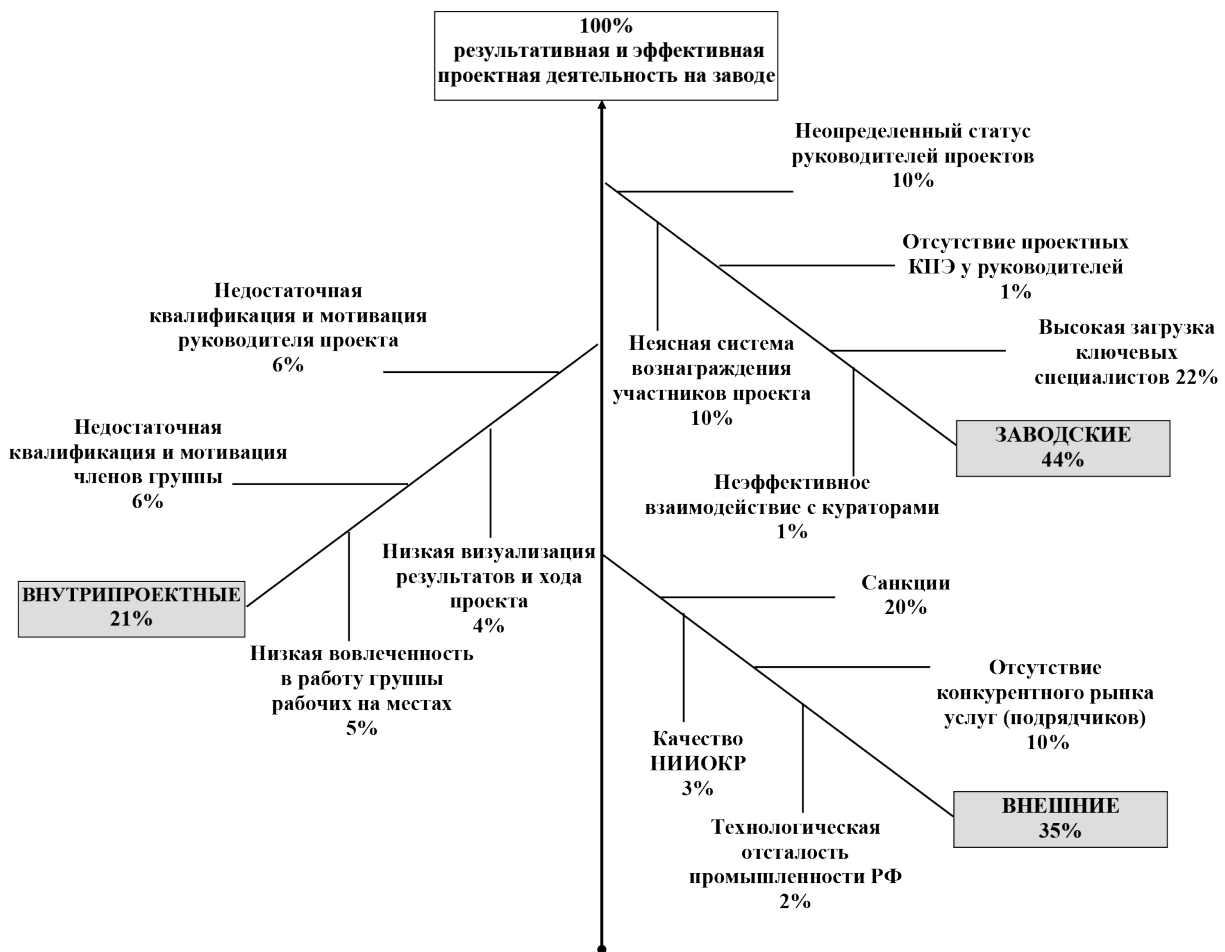 100%
результативная и эффективная
проектная деятельность на заводе
Неопределенный статус
руководителей проектов
10%
Отсутствие проектных
КПЭ у руководителей
1%
Высокая загрузка
ключевых
специалистов 22%
Неясная система
вознаграждения
участников проекта
10%
Неэффективное
взаимодействие с кураторами
1%
ЗАВОДСКИЕ
44%
Недостаточная
квалификация и мотивация
руководителя проекта
6%
Недостаточная
квалификация и мотивация
членов группы
6%
Низкая визуализация
результатов и хода
проекта
4%
Низкая вовлеченность
в работу группы
рабочих на местах
5%
ВНУТРИПРОЕКТНЫЕ
21%
Санкции
20%
Отсутствие
конкурентного рынка
услуг (подрядчиков)
10%
Качество
НИИОКР
3%
Технологическая
отсталость
промышленности РФ
2%
ВНЕШНИЕ
35%